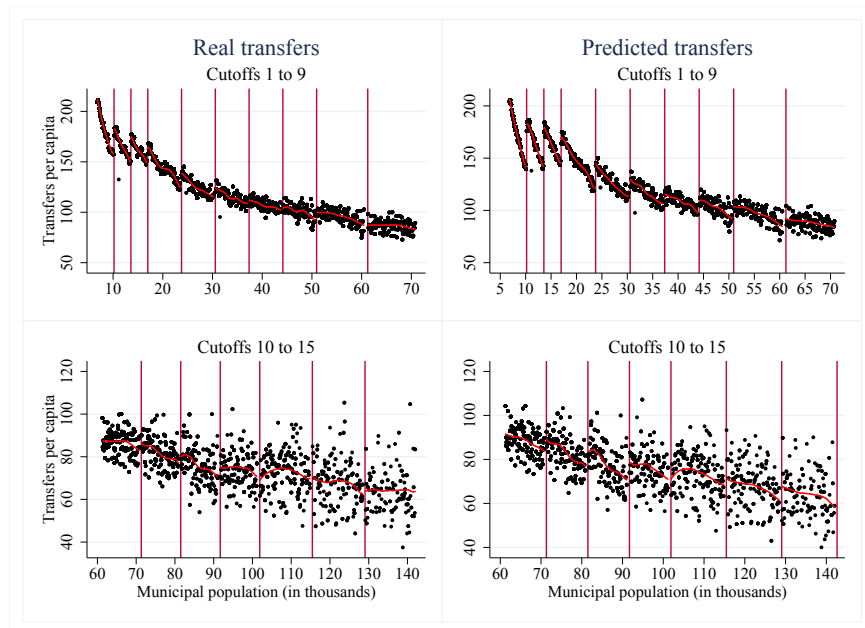 Real transfers
Cutoffs 1 to 9
Transfers per capita
200
150
100
50
10 20 30 40 50 60 70
Predicted transfers
Cutoffs 1 to 9
200
150
100
50
5 10 15 20 25 30 35 40 45 50 55 60 65 70
Cutoffs 10 to 15
Transfers per capita
120
100
80
60
40
60 70 80 90 100 110 120 130 140
Municipal population (in thousands)
Cutoffs 10 to 15
120
100
80
60
40
60 70 80 90 100 110 120 130 140
Municipal population (in thousands)